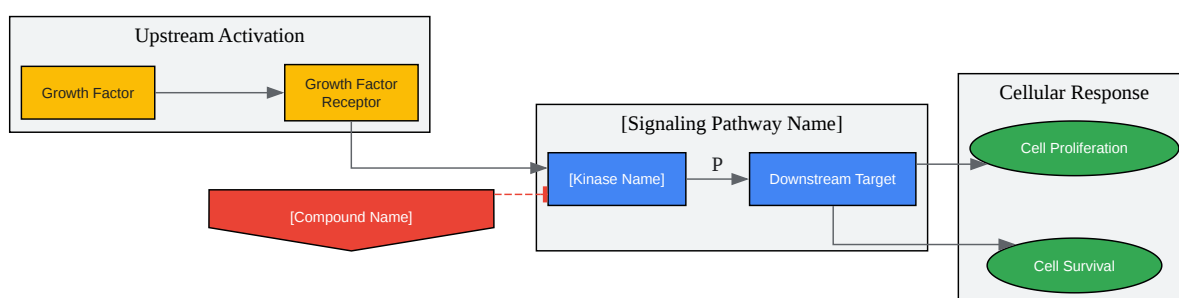 Upstream Activation
Growth Factor
Growth Factor
Receptor
Cellular Response
[Signaling Pathway Name]
Cell Proliferation
P
[Kinase Name]
Downstream Target
[Compound Name]
Cell Survival